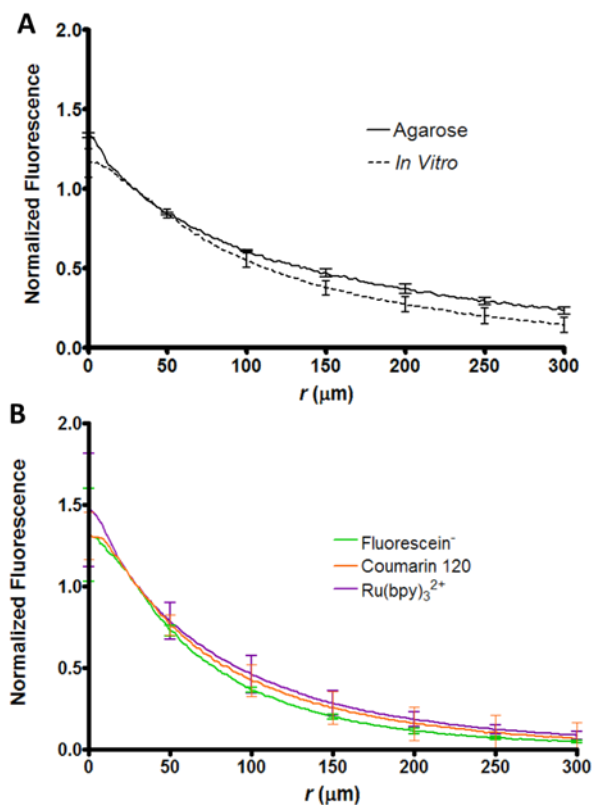 A
2.0
1.5
1.0
0.5
0.0
Normalized Fluorescence
Agarose
In Vitro
0 50 100 150 200 250 300
r (μm)
B
2.0
1.5
1.0
0.5
0.0
Normalized Fluorescence
Fluorescein⁻
Coumarin 120
Ru(bpy)₃²⁺
0 50 100 150 200 250 300
r (μm)